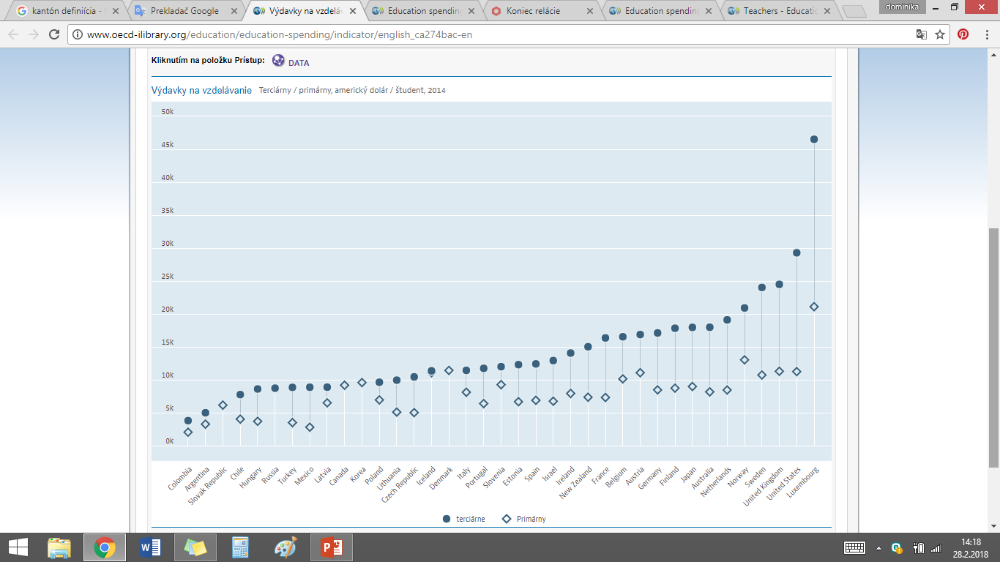 kantón definiícia -
Prekladač Google
Výdavky na vzdelá
Education spending
Koniec relácie
Education spending
Teachers - Educatio
dominika
www.oecd-ilibrary.org/education/education-spending/indicator/english_ca274bac-en
Kliknutím na položku Prístup: DATA
Výdavky na vzdelávanie Terciárny / primárny, americký dolár / študent, 2014
50k
45k
40k
35k
30k
25k
20k
15k
10k
5k
0k
Colombia
Argentina
Slovak Republic
Chile
Hungary
Russia
Turkey
Mexico
Latvia
Canada
Korea
Poland
Lithuania
Czech Republic
Iceland
Denmark
Italy
Portugal
Slovenia
Estonia
Spain
Israel
Ireland
New Zealand
France
Belgium
Austria
Germany
Finland
Japan
Australia
Netherlands
Norway
Sweden
United Kingdom
United States
Luxembourg
terciárne Primárny
14:18
28.2.2018